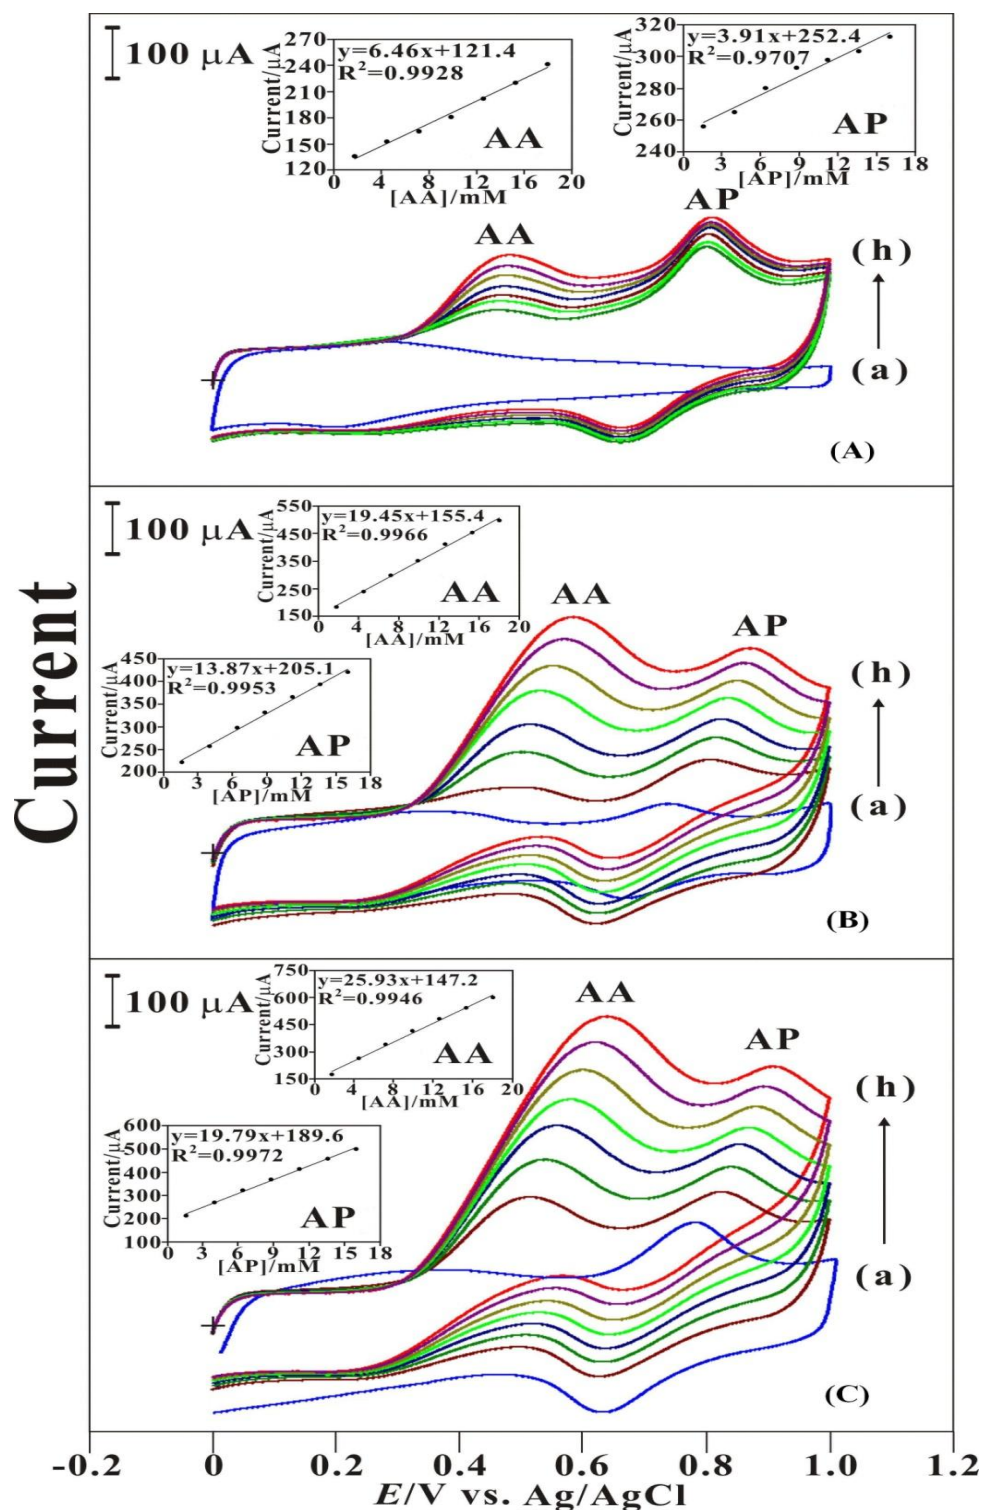 100 µA
Current/µA
270
240
210
180
150
120
y=6.46x+121.4
R²=0.9928
AA
0 4 8 12 16 20
[AA]/mM
Current/µA
320
300
280
260
240
y=3.91x+252.4
R²=0.9707
AP
0 3 6 9 12 15 18
[AP]/mM
AA
AP
(h)
(a)
(A)
100 µA
Current/µA
550
450
350
250
150
y=19.45x+155.4
R²=0.9966
AA
0 4 8 12 16 20
[AA]/mM
Current/µA
450
400
350
300
250
200
y=13.87x+205.1
R²=0.9953
AP
0 3 6 9 12 15 18
[AP]/mM
AA
AP
(h)
(a)
(B)
100 µA
Current/µA
750
600
450
300
150
y=25.93x+147.2
R²=0.9946
AA
0 4 8 12 16 20
[AA]/mM
Current/µA
600
500
400
300
200
100
y=19.79x+189.6
R²=0.9972
AP
0 3 6 9 12 15 18
[AP]/mM
AA
AP
(h)
(a)
(C)
Current
-0.2 0 0.2 0.4 0.6 0.8 1.0 1.2
E/V vs. Ag/AgCl